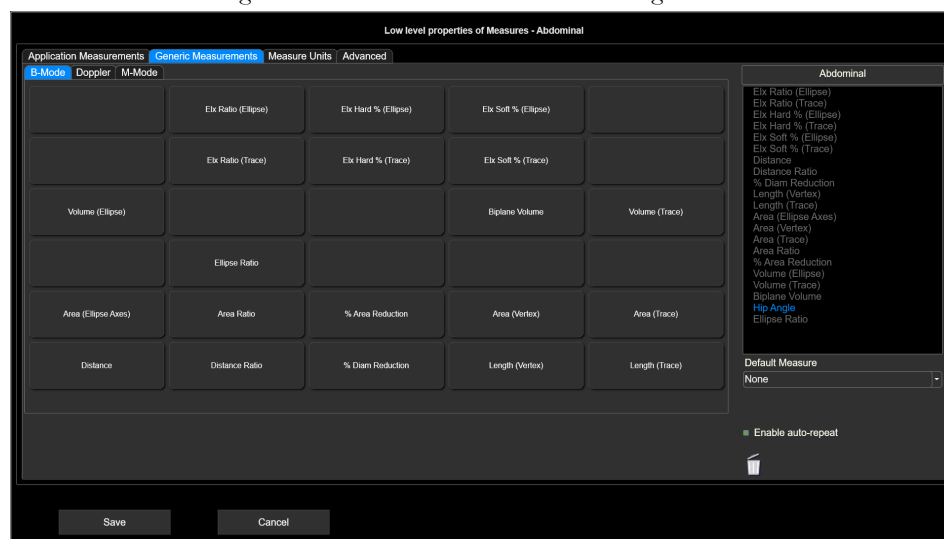 Low level properties of Measures - Abdominal
Application Measurements Generic Measurements Measure Units Advanced
B-Mode Doppler M-Mode
Elx Ratio (Ellipse) Elx Hard % (Ellipse) Elx Soft % (Ellipse)
Elx Ratio (Trace) Elx Hard % (Trace) Elx Soft % (Trace)
Volume (Ellipse) Biplane Volume Volume (Trace)
Ellipse Ratio
Area (Ellipse Axes) Area Ratio % Area Reduction Area (Vertex) Area (Trace)
Distance Distance Ratio % Diam Reduction Length (Vertex) Length (Trace)
Abdominal
Elx Ratio (Ellipse)
Elx Ratio (Trace)
Elx Hard % (Ellipse)
Elx Hard % (Trace)
Elx Soft % (Ellipse)
Elx Soft % (Trace)
Distance
Distance Ratio
% Diam Reduction
Length (Vertex)
Length (Trace)
Area (Ellipse Axes)
Area (Vertex)
Area (Trace)
Area Ratio
% Area Reduction
Volume (Ellipse)
Volume (Trace)
Biplane Volume
Hip Angle
Ellipse Ratio
Default Measure
None
Enable auto-repeat
Save Cancel